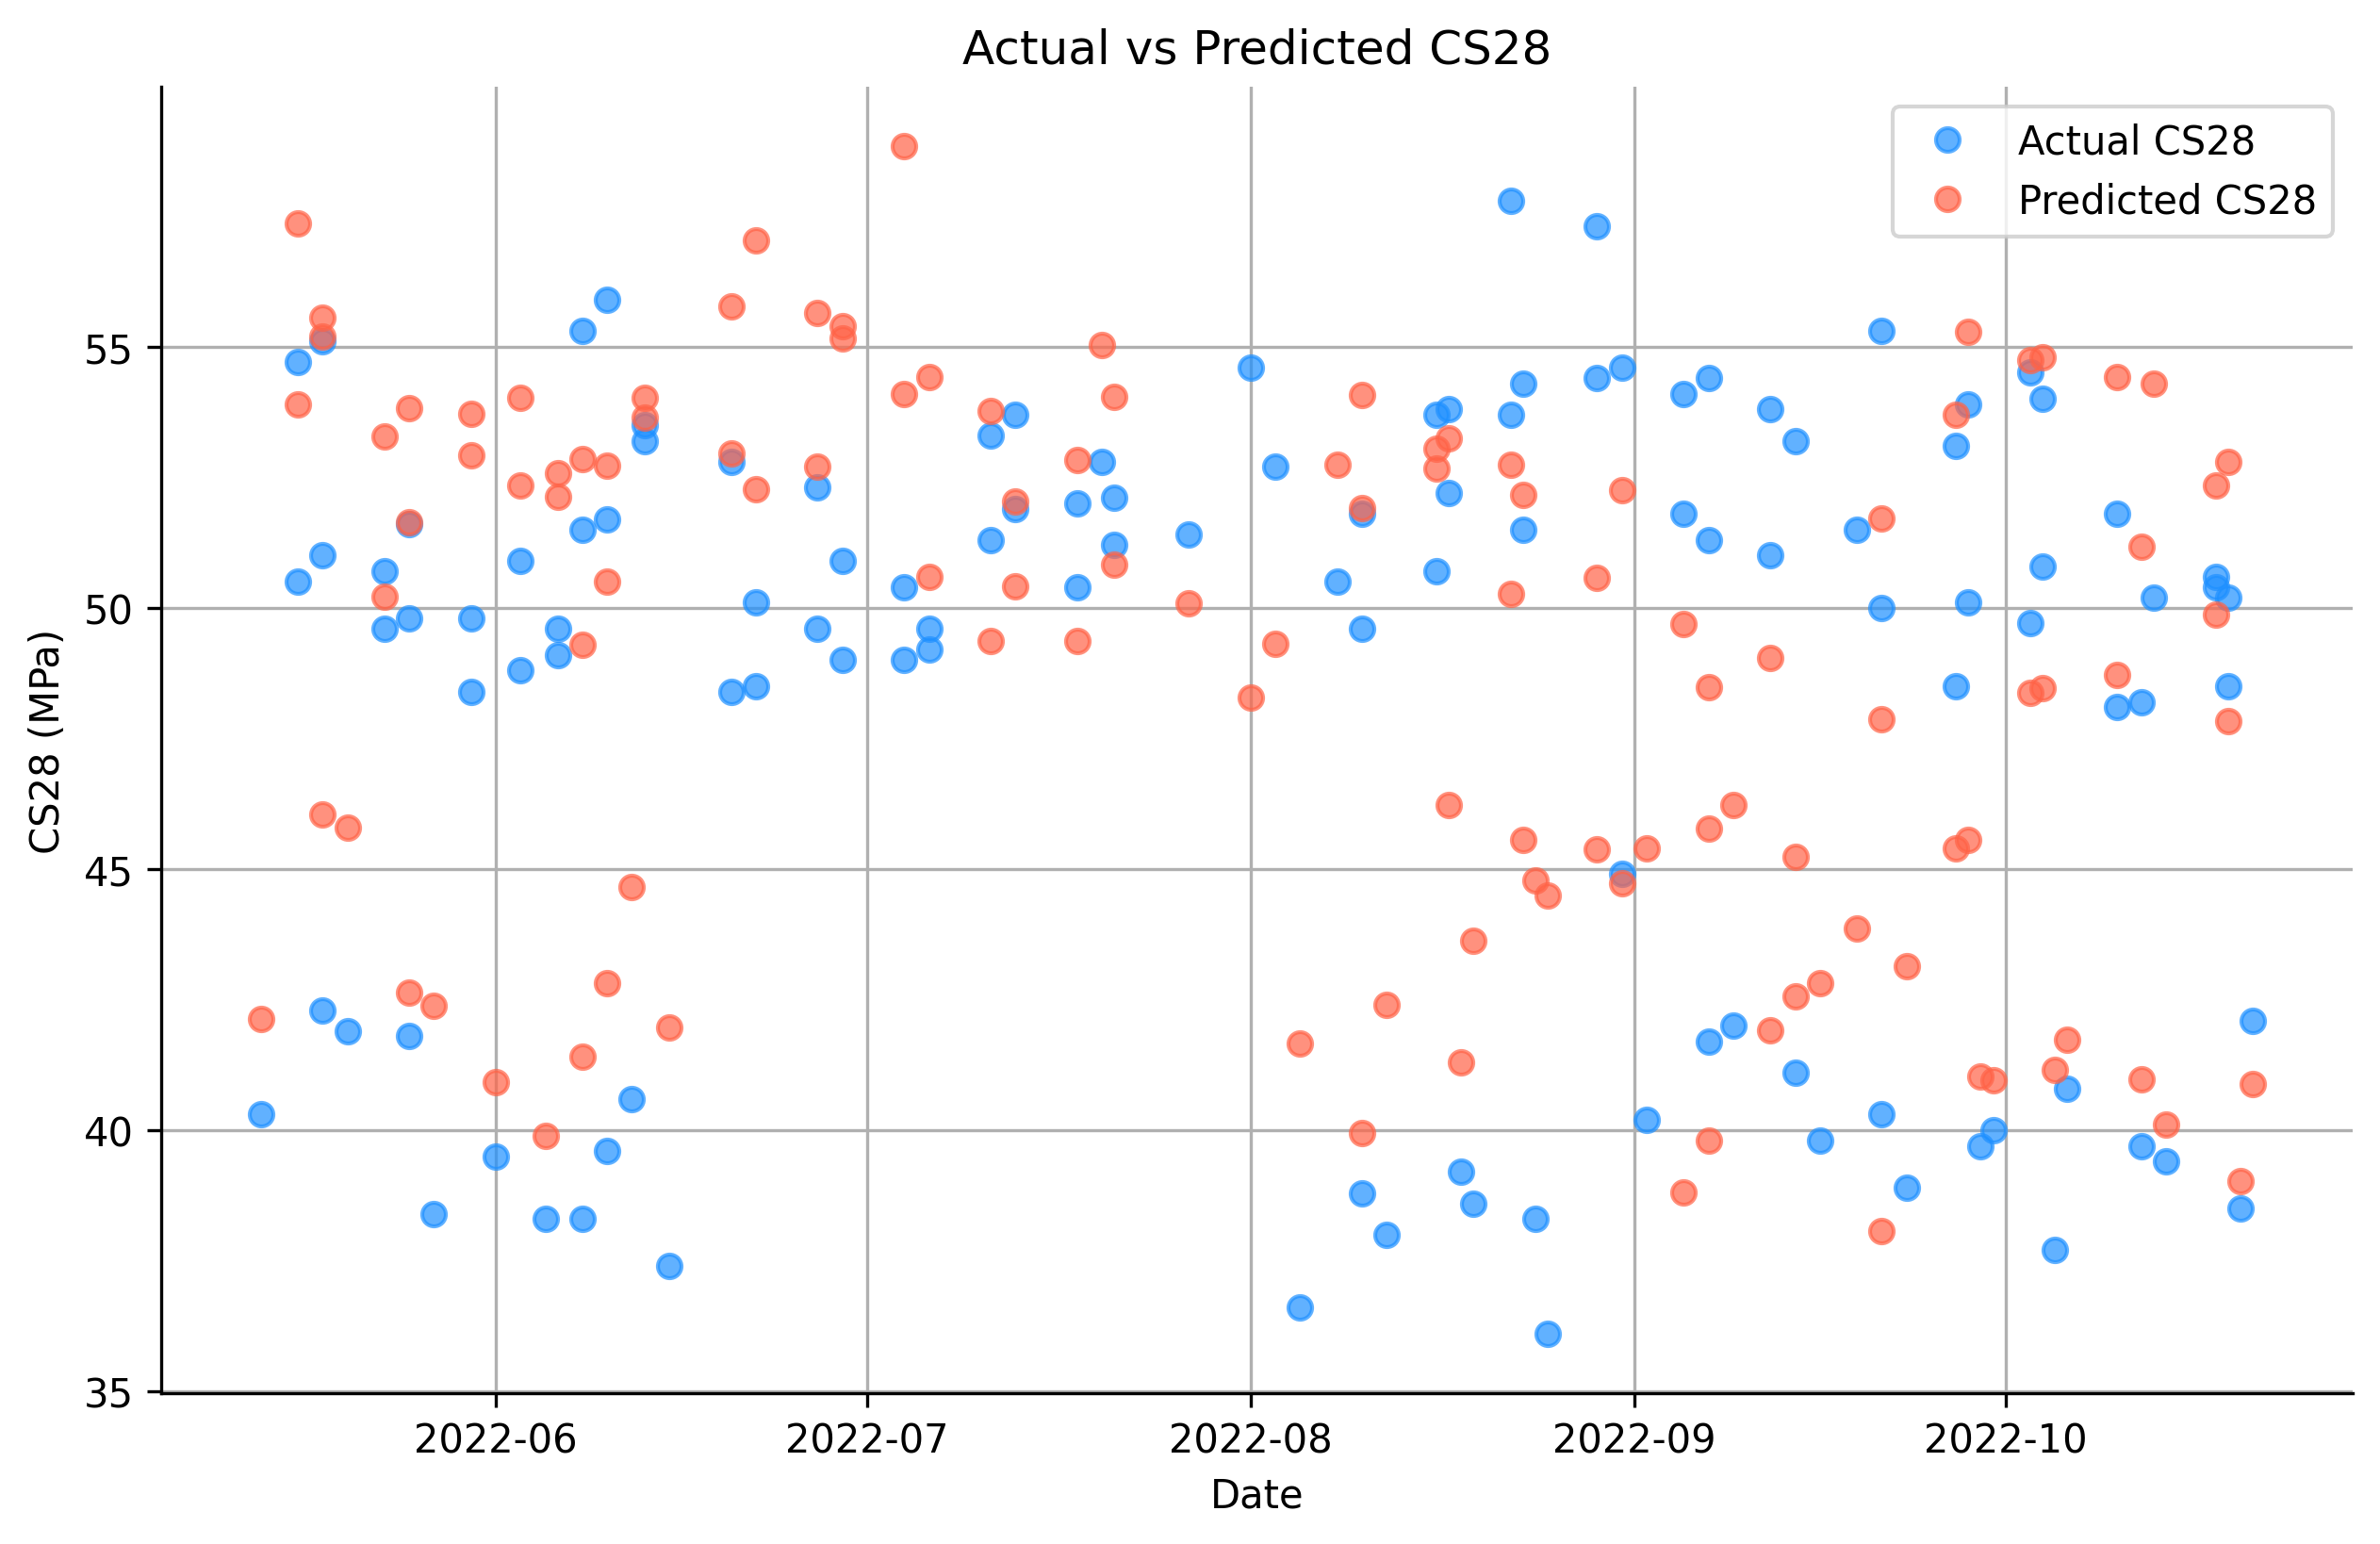 Actual vs Predicted CS28
Actual CS28
Predicted CS28
CS28 (MPa)
55
50
45
40
35
2022-06 2022-07 2022-08 2022-09 2022-10
Date